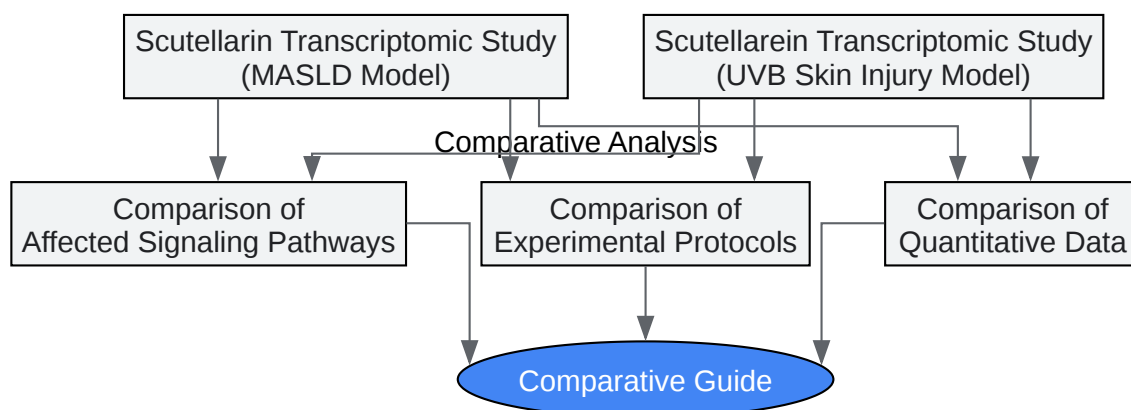 Scutellarin Transcriptomic Study
(MASLD Model)
Scutellarein Transcriptomic Study
(UVB Skin Injury Model)
Comparative Analysis
Comparison of
Affected Signaling Pathways
Comparison of
Experimental Protocols
Comparison of
Quantitative Data
Comparative Guide